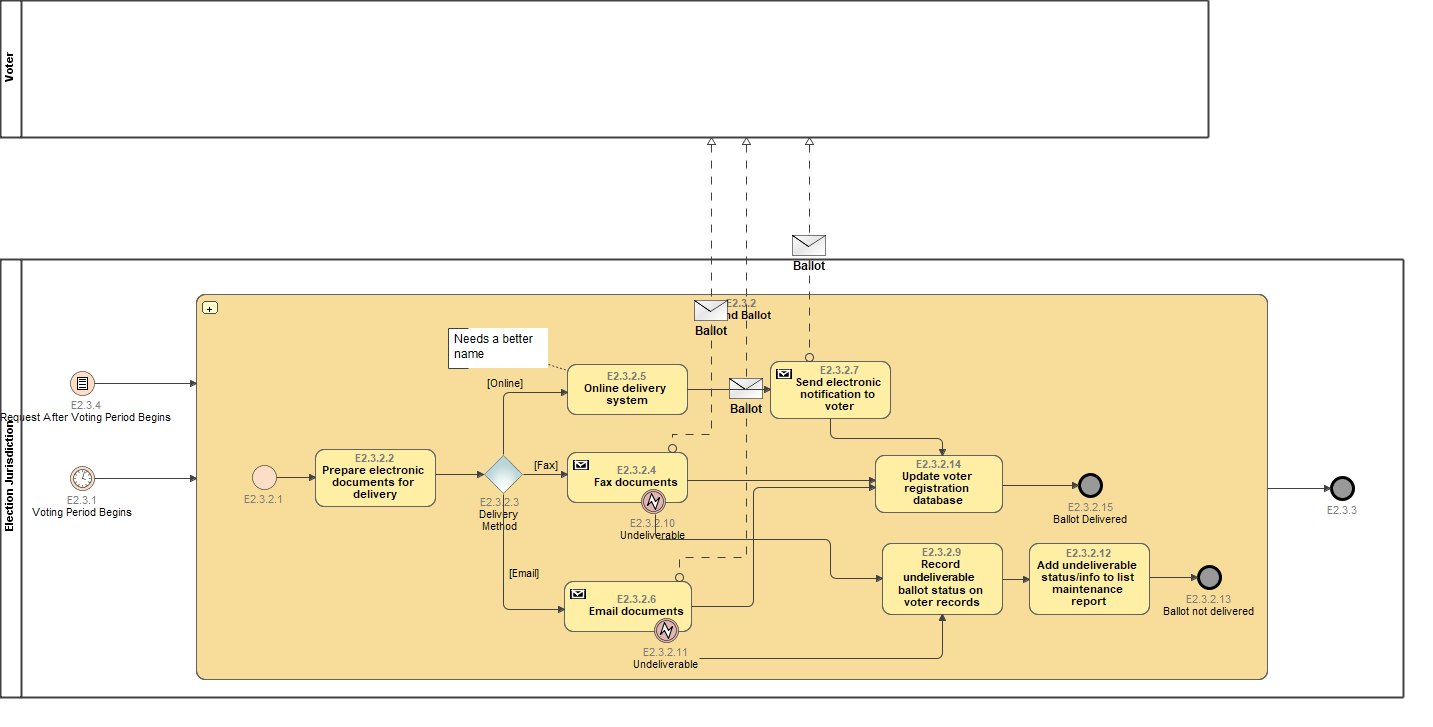 Voter
Ballot
E2.3.2
nd Ballot
Ballot
Needs a better
name
[Online]
E2.3.2.5
Online delivery
system
E2.3.2.7
Send electronic
notification to
voter
Ballot
E2.3.4
Request After Voting Period Begins
Election Jurisdiction
E2.3.1
Voting Period Begins
E2.3.2.1
E2.3.2.2
Prepare electronic
documents for
delivery
E2.3.2.3
Delivery
Method
[Fax]
E2.3.2.4
Fax documents
E2.3.2.10
Undeliverable
E2.3.2.14
Update voter
registration
database
E2.3.2.15
Ballot Delivered
E2.3.3
[Email]
E2.3.2.6
Email documents
E2.3.2.11
Undeliverable
E2.3.2.9
Record
undeliverable
ballot status on
voter records
E2.3.2.12
Add undeliverable
status/info to list
maintenance
report
E2.3.2.13
Ballot not delivered